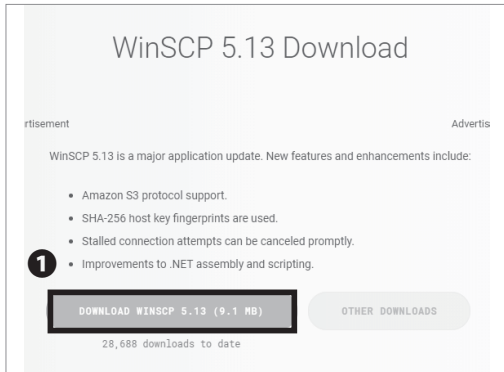 WinSCP 5.13 Download
rtisement Advertis
WinSCP 5.13 is a major application update. New features and enhancements include:
• Amazon S3 protocol support.
• SHA-256 host key fingerprints are used.
• Stalled connection attempts can be canceled promptly.
1 • Improvements to .NET assembly and scripting.
DOWNLOAD WINSCP 5.13 (9.1 MB) OTHER DOWNLOADS
28,688 downloads to date